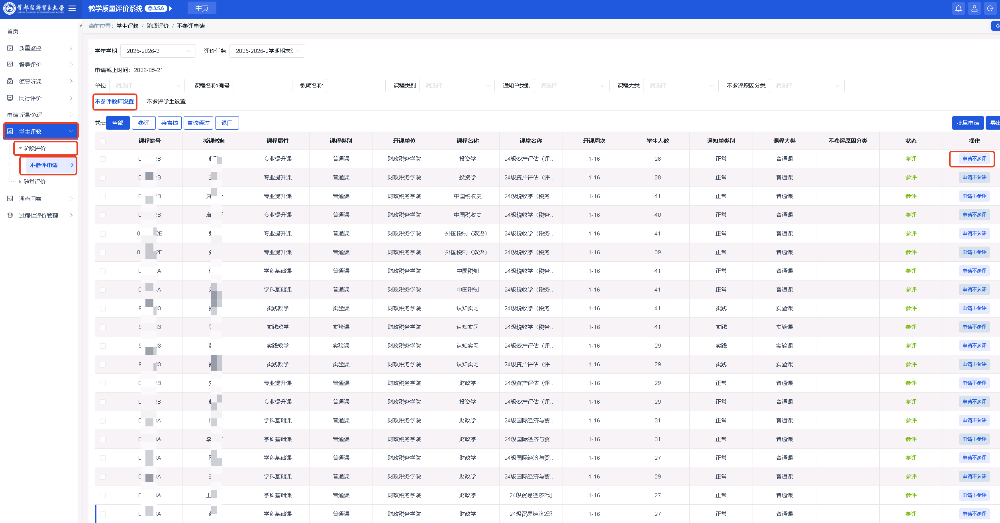 首都经济贸易大学
CAPITAL UNIVERSITY OF ECONOMICS AND BUSINESS
教学质量评价系统 3.5.6 主页
首页
质量监控
督导评价
领导听课
同行评价
申请听课/免评
学生评教
阶段评价
不参评申请
随堂评价
调查问卷
过程性评价管理
当前位置: 学生评教 / 阶段评价 / 不参评申请
学年学期 2025-2026-2 评价任务 2025-2026-2学期期末
申请截止时间: 2026-05-21
单位 请选择 课程名称/编号 教师名称 课程类别 请选择 通知单类别 请选择 课程大类 请选择 不参评原因分类 请选择
不参评教师设置 不参评学生设置
状态 全部 参评 待审核 审核通过 退回 批量申请 导出
课程编号 授课教师 课程属性 课程类别 开课单位 课程名称 课堂名称 开课周次 学生人数 通知单类别 课程大类 不参评原因分类 状态 操作
专业提升课 普通课 财政税务学院 投资学 24级资产评估（评... 1-16 28 正常 普通课 参评 申请不参评
2B 专业提升课 普通课 财政税务学院 投资学 24级资产评估（评... 1-16 28 正常 普通课 参评 申请不参评
唐 专业提升课 普通课 财政税务学院 中国税收史 24级税收学（税务... 1-16 41 正常 普通课 参评 申请不参评
唐 专业提升课 普通课 财政税务学院 中国税收史 24级税收学（税务... 1-16 40 正常 普通课 参评 申请不参评
0 2B 专业提升课 普通课 财政税务学院 外国税制（双语） 24级税收学（税务... 1-16 41 正常 普通课 参评 申请不参评
0 2B 专业提升课 普通课 财政税务学院 外国税制（双语） 24级税收学（税务... 1-16 39 正常 普通课 参评 申请不参评
A 学科基础课 普通课 财政税务学院 中国税制 24级税收学（税务... 1-16 41 正常 普通课 参评 申请不参评
A 学科基础课 普通课 财政税务学院 中国税制 24级税收学（税务... 1-16 41 正常 普通课 参评 申请不参评
9 03 实践教学 实验课 财政税务学院 认知实习 24级税收学（税务... 1-16 41 实践 实验课 参评 申请不参评
9 03 实践教学 实验课 财政税务学院 认知实习 24级税收学（税务... 1-16 41 实践 实验课 参评 申请不参评
9 03 实践教学 实验课 财政税务学院 认知实习 24级资产评估（评... 1-16 29 实践 实验课 参评 申请不参评
9 03 实践教学 实验课 财政税务学院 认知实习 24级资产评估（评... 1-16 29 实践 实验课 参评 申请不参评
2B 专业提升课 普通课 财政税务学院 财政学 24级资产评估（评... 1-16 29 正常 普通课 参评 申请不参评
2B 专业提升课 普通课 财政税务学院 投资学 24级资产评估（评... 1-16 29 正常 普通课 参评 申请不参评
A 学科基础课 普通课 财政税务学院 财政学 24级国际经济与贸... 1-16 31 正常 普通课 参评 申请不参评
A 李 学科基础课 普通课 财政税务学院 财政学 24级国际经济与贸... 1-16 31 正常 普通课 参评 申请不参评
A 学科基础课 普通课 财政税务学院 财政学 24级国际经济与贸... 1-16 27 正常 普通课 参评 申请不参评
A 学科基础课 普通课 财政税务学院 财政学 24级国际经济与贸... 1-16 29 正常 普通课 参评 申请不参评
A 王 学科基础课 普通课 财政税务学院 财政学 24级贸易经济2班 1-16 27 正常 普通课 参评 申请不参评
A 学科基础课 普通课 财政税务学院 财政学 24级贸易经济2班 1-16 27 正常 普通课 参评 申请不参评